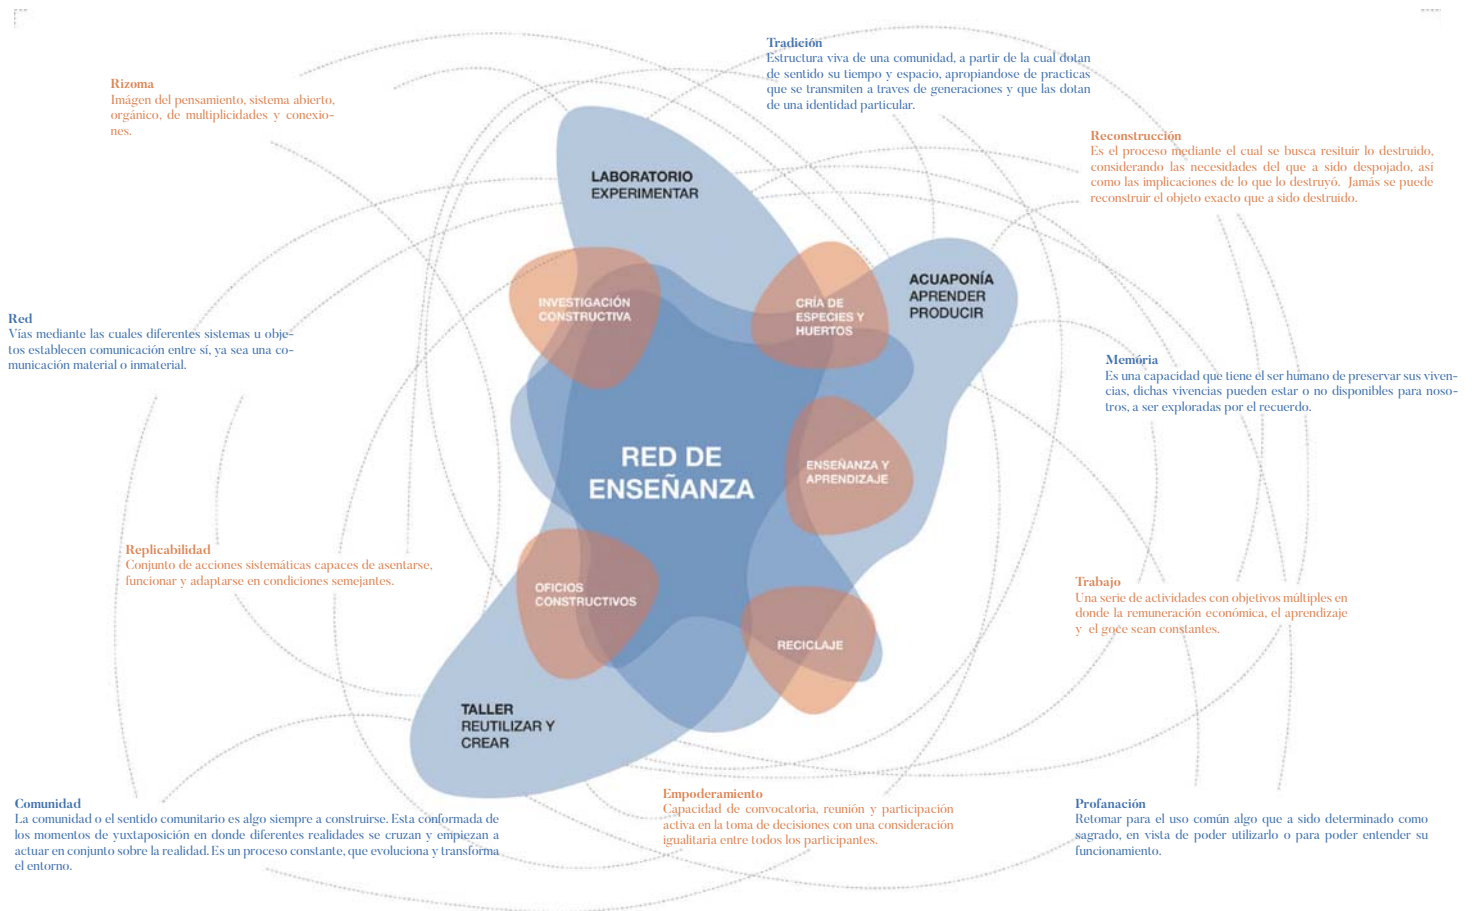 Tradición
Estructura viva de una comunidad, a partir de la cual dotan
de sentido su tiempo y espacio, apropiandose de practicas
que se transmiten a traves de generaciones y que las dotan
de una identidad particular.
Rizoma
Imágen del pensamiento, sistema abierto,
orgánico, de multiplicidades y conexio-
nes.
Reconstrucción
Es el proceso mediante el cual se busca resituir lo destruido,
considerando las necesidades del que a sido despojado, así
como las implicaciones de lo que lo destruyó. Jamás se puede
reconstruir el objeto exacto que a sido destruido.
LABORATORIO
EXPERIMENTAR
ACUAPONÍA
APRENDER
PRODUCIR
INVESTIGACIÓN
CONSTRUCTIVA
CRÍA DE
ESPECIES Y
HUERTOS
Red
Vías mediante las cuales diferentes sistemas u obje-
tos establecen comunicación entre sí, ya sea una co-
municación material o inmaterial.
Memória
Es una capacidad que tiene el ser humano de preservar sus viven-
cias, dichas vivencias pueden estar o no disponibles para noso-
tros, a ser exploradas por el recuerdo.
RED DE
ENSEÑANZA
ENSEÑANZA Y
APRENDIZAJE
Replicabilidad
Conjunto de acciones sistemáticas capaces de asentarse,
funcionar y adaptarse en condiciones semejantes.
OFICIOS
CONSTRUCTIVOS
Trabajo
Una serie de actividades con objetivos múltiples en
donde la remuneración económica, el aprendizaje
y el goce sean constantes.
RECICLAJE
TALLER
REUTILIZAR Y
CREAR
Comunidad
La comunidad o el sentido comunitario es algo siempre a construirse. Esta conformada de
los momentos de yuxtaposición en donde diferentes realidades se cruzan y empiezan a
actuar en conjunto sobre la realidad. Es un proceso constante, que evoluciona y transforma
el entorno.
Empoderamiento
Capacidad de convocatoria, reunión y participación
activa en la toma de decisiones con una consideración
igualitaria entre todos los participantes.
Profanación
Retomar para el uso común algo que a sido determinado como
sagrado, en vista de poder utilizarlo o para poder entender su
funcionamiento.